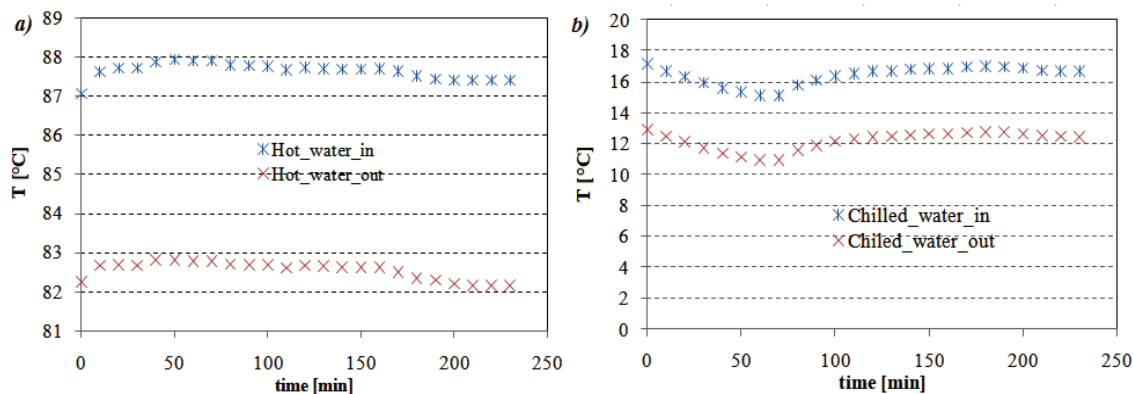 a)
89
88
87
86
85
84
83
82
81
T [°C]
Hot_water_in
Hot_water_out
0 50 100 150 200 250
time [min]
b)
20
18
16
14
12
10
8
6
4
2
0
T [°C]
Chilled_water_in
Chiled_water_out
0 50 100 150 200 250
time [min]